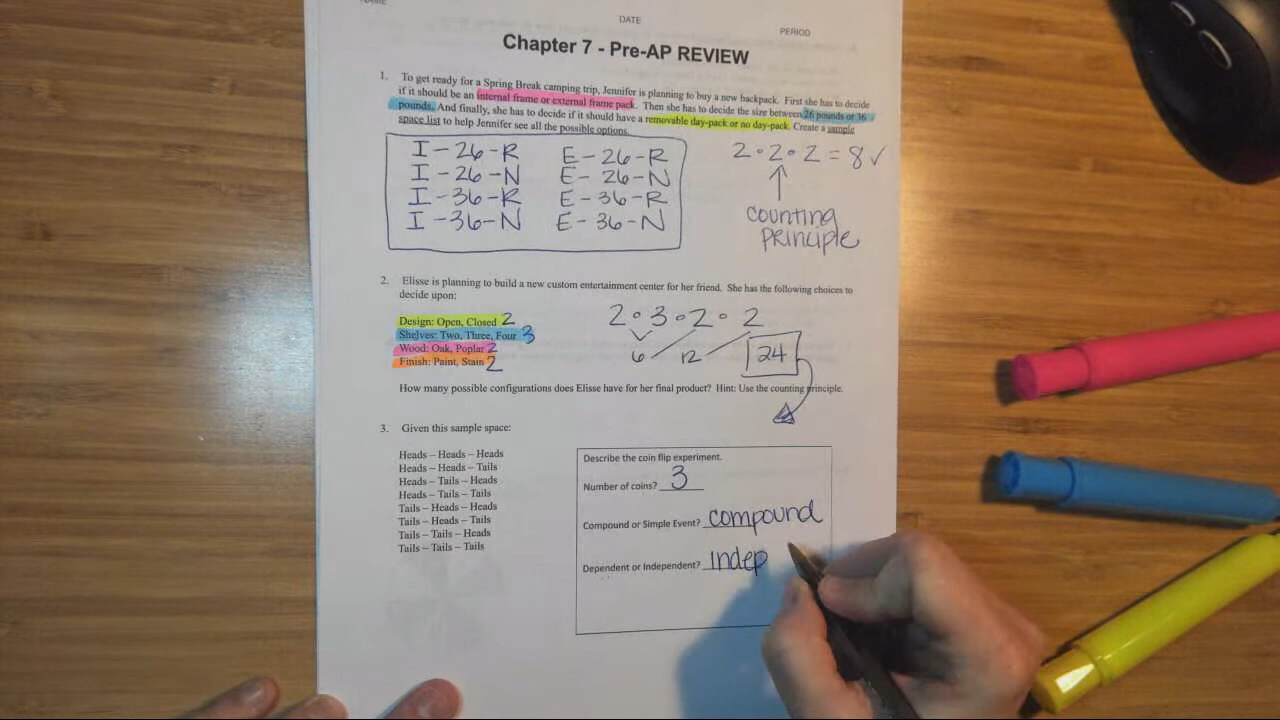 NAME
DATE
PERIOD
Chapter 7 - Pre-AP REVIEW
1. To get ready for a Spring Break camping trip, Jennifer is planning to buy a new backpack. First she has to decide
if it should be an internal frame or external frame pack. Then she has to decide the size between 26 pounds or 36
pounds. And finally, she has to decide if it should have a removable day-pack or no day-pack. Create a sample
space list to help Jennifer see all the possible options.
I-26-R E-26-R
I-26-N E-26-N
I-36-R E-36-R
I-36-N E-36-N
2·2·2=8✓
counting
principle
2. Elisse is planning to build a new custom entertainment center for her friend. She has the following choices to
decide upon:
Design: Open, Closed 2
Shelves: Two, Three, Four 3
Wood: Oak, Poplar 2
Finish: Paint, Stain 2
2·3·2·2
6 12 24
How many possible configurations does Elisse have for her final product? Hint: Use the counting principle.
3. Given this sample space:
Heads – Heads – Heads
Heads – Heads – Tails
Heads – Tails – Heads
Heads – Tails – Tails
Tails – Heads – Heads
Tails – Heads – Tails
Tails – Tails – Heads
Tails – Tails – Tails
Describe the coin flip experiment.
Number of coins? 3
Compound or Simple Event? compound
Dependent or Independent? indep